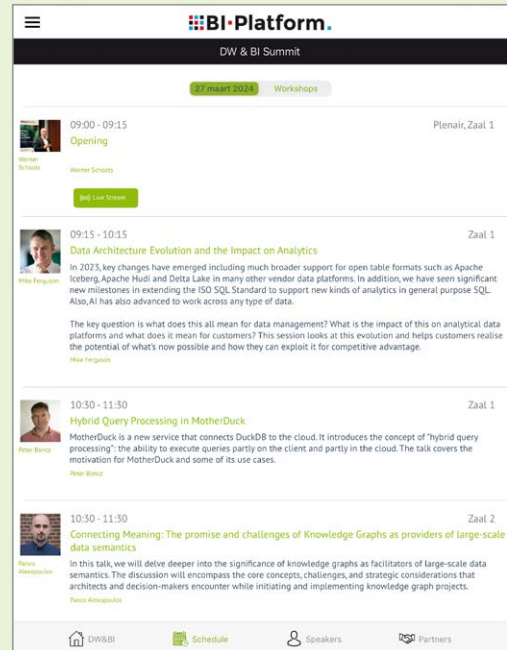 BI·Platform.
DW & BI Summit
27 maart 2024 Workshops
09:00 - 09:15 Plenair, Zaal 1
Opening
Werner
Schoots
Werner Schoots
Live Stream
09:15 - 10:15 Zaal 1
Data Architecture Evolution and the Impact on Analytics
In 2023, key changes have emerged including much broader support for open table formats such as Apache
Iceberg, Apache Hudi and Delta Lake in many other vendor data platforms. In addition, we have seen significant
new milestones in extending the ISO SQL Standard to support new kinds of analytics in general purpose SQL.
Also, AI has also advanced to work across any type of data.
Mike Ferguson
The key question is what does this all mean for data management? What is the impact of this on analytical data
platforms and what does it mean for customers? This session looks at this evolution and helps customers realise
the potential of what's now possible and how they can exploit it for competitive advantage.
Mike Ferguson
10:30 - 11:30 Zaal 1
Hybrid Query Processing in MotherDuck
MotherDuck is a new service that connects DuckDB to the cloud. It introduces the concept of "hybrid query
processing": the ability to execute queries partly on the client and partly in the cloud. The talk covers the
motivation for MotherDuck and some of its use cases.
Peter Boncz
Peter Boncz
10:30 - 11:30 Zaal 2
Connecting Meaning: The promise and challenges of Knowledge Graphs as providers of large-scale
data semantics
In this talk, we will delve deeper into the significance of knowledge graphs as facilitators of large-scale data
semantics. The discussion will encompass the core concepts, challenges, and strategic considerations that
architects and decision-makers encounter while initiating and implementing knowledge graph projects.
Panos
Alexopoulos
Panos Alexopoulos
DW&BI Schedule Speakers Partners